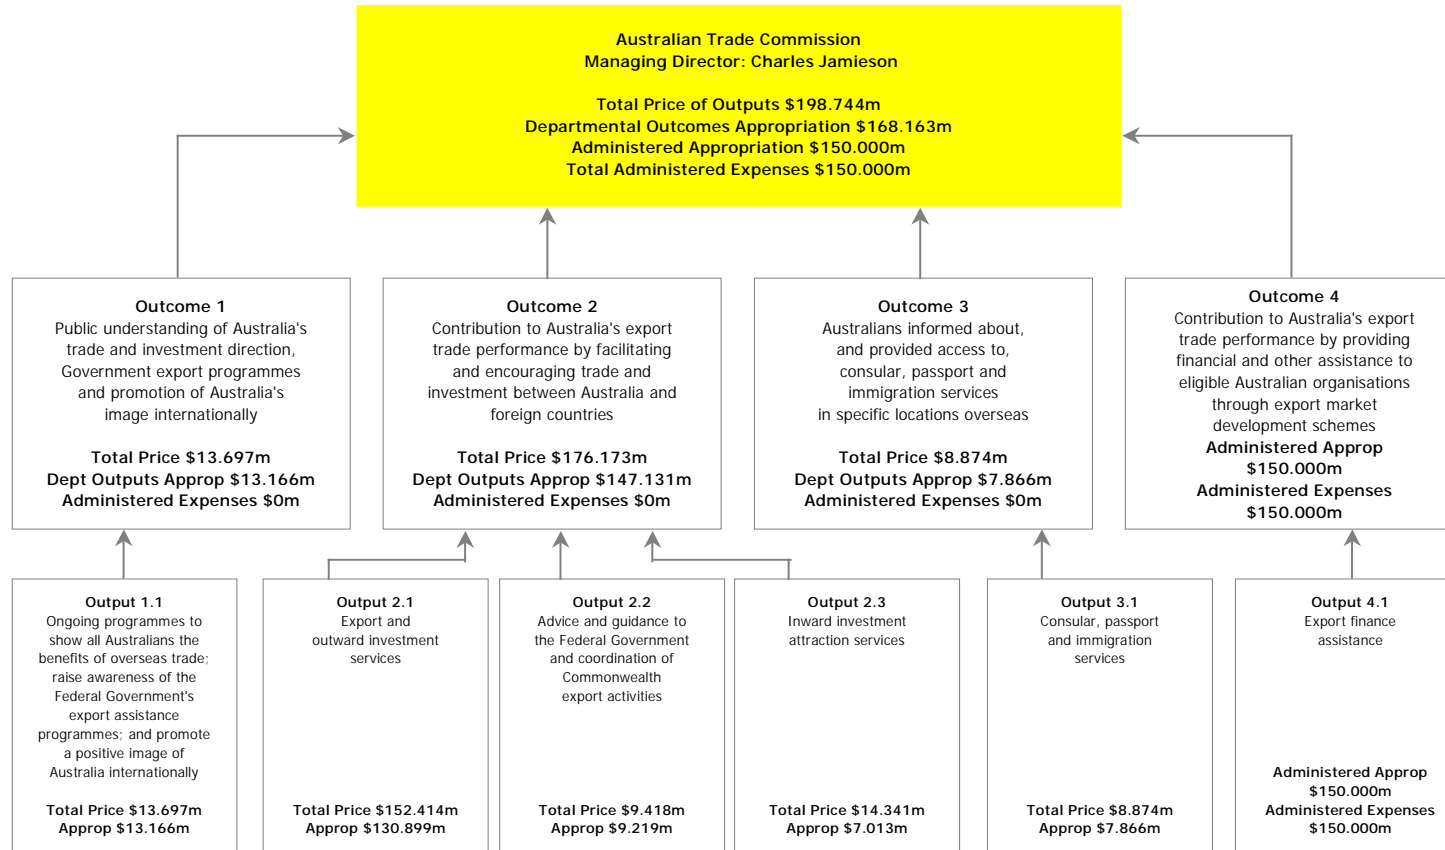 Australian Trade Commission
Managing Director: Charles Jamieson
Total Price of Outputs $198.744m
Departmental Outcomes Appropriation $168.163m
Administered Appropriation $150.000m
Total Administered Expenses $150.000m
Outcome 1
Public understanding of Australia's
trade and investment direction,
Government export programmes
and promotion of Australia's
image internationally
Total Price $13.697m
Dept Outputs Approp $13.166m
Administered Expenses $0m
Outcome 2
Contribution to Australia's export
trade performance by facilitating
and encouraging trade and
investment between Australia and
foreign countries
Total Price $176.173m
Dept Outputs Approp $147.131m
Administered Expenses $0m
Outcome 3
Australians informed about,
and provided access to,
consular, passport and
immigration services
in specific locations overseas
Total Price $8.874m
Dept Outputs Approp $7.866m
Administered Expenses $0m
Outcome 4
Contribution to Australia's export
trade performance by providing
financial and other assistance to
eligible Australian organisations
through export market
development schemes
Administered Approp
$150.000m
Administered Expenses
$150.000m
Output 1.1
Ongoing programmes to
show all Australians the
benefits of overseas trade;
raise awareness of the
Federal Government's
export assistance
programmes; and promote
a positive image of
Australia internationally
Total Price $13.697m
Approp $13.166m
Output 2.1
Export and
outward investment
services
Total Price $152.414m
Approp $130.899m
Output 2.2
Advice and guidance to
the Federal Government
and coordination of
Commonwealth
export activities
Total Price $9.418m
Approp $9.219m
Output 2.3
Inward investment
attraction services
Total Price $14.341m
Approp $7.013m
Output 3.1
Consular, passport
and immigration
services
Total Price $8.874m
Approp $7.866m
Output 4.1
Export finance
assistance
Administered Approp
$150.000m
Administered Expenses
$150.000m